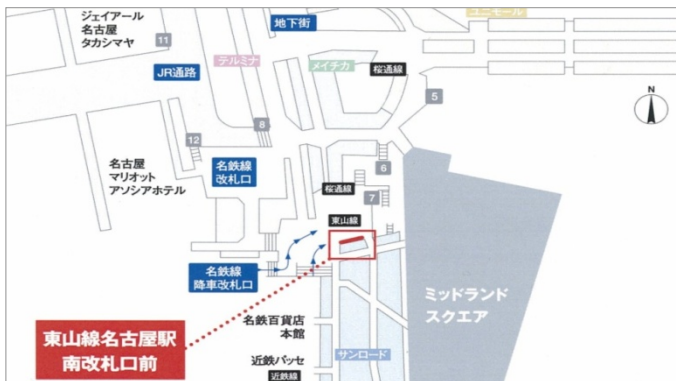 ジェイアール
名古屋
タカシマヤ
11
地下街
ユニモール
テルミナ
メイチカ
桜通線
JR通路
5
N
8
12
名古屋
マリオット
アソシアホテル
名鉄線
改札口
6
桜通線
7
東山線
名鉄線
降車改札口
ミッドランド
スクエア
東山線名古屋駅
南改札口前
名鉄百貨店
本館
近鉄パッセ
サンロード
近鉄線